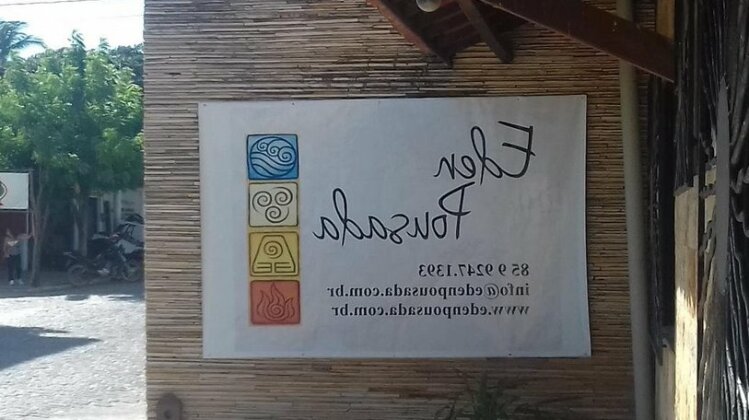 Eden
Pousada
85 9 9247.1393
info@edenpousada.com.br
www.edenpousada.com.br